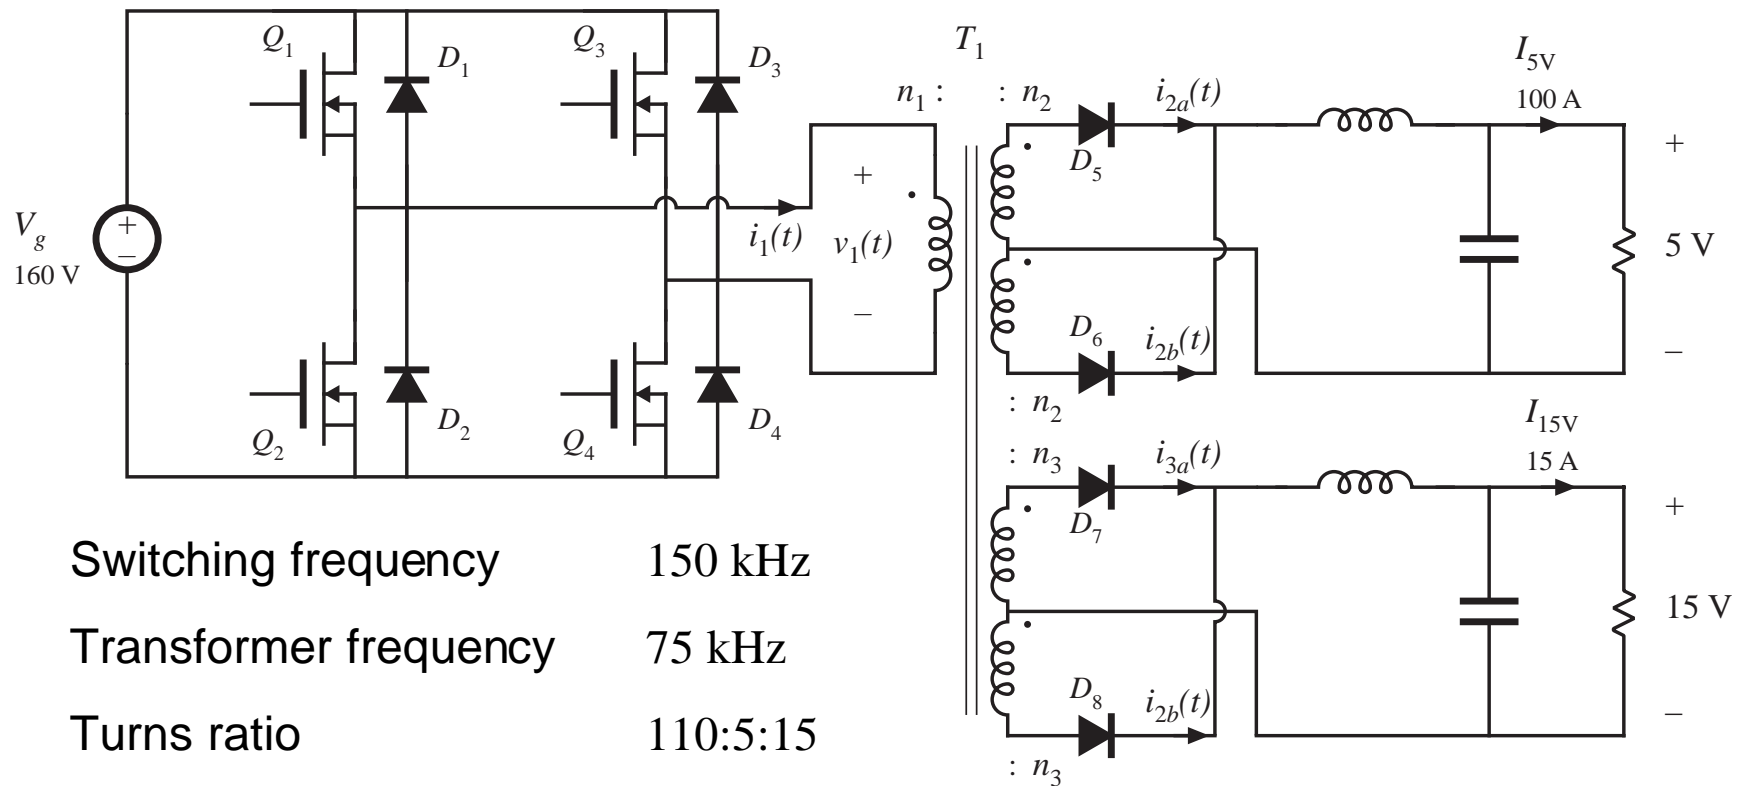 Q1
D1
Q3
D3
T1
I5V
100 A
n1 :
: n2
i2a(t)
D5
+
Vg
160 V
+
–
i1(t)
+
v1(t)
–
5 V
D6
i2b(t)
–
: n2
Q2
D2
Q4
D4
: n3
i3a(t)
I15V
15 A
D7
+
15 V
D8
i2b(t)
–
: n3
Switching frequency 150 kHz
Transformer frequency 75 kHz
Turns ratio 110:5:15